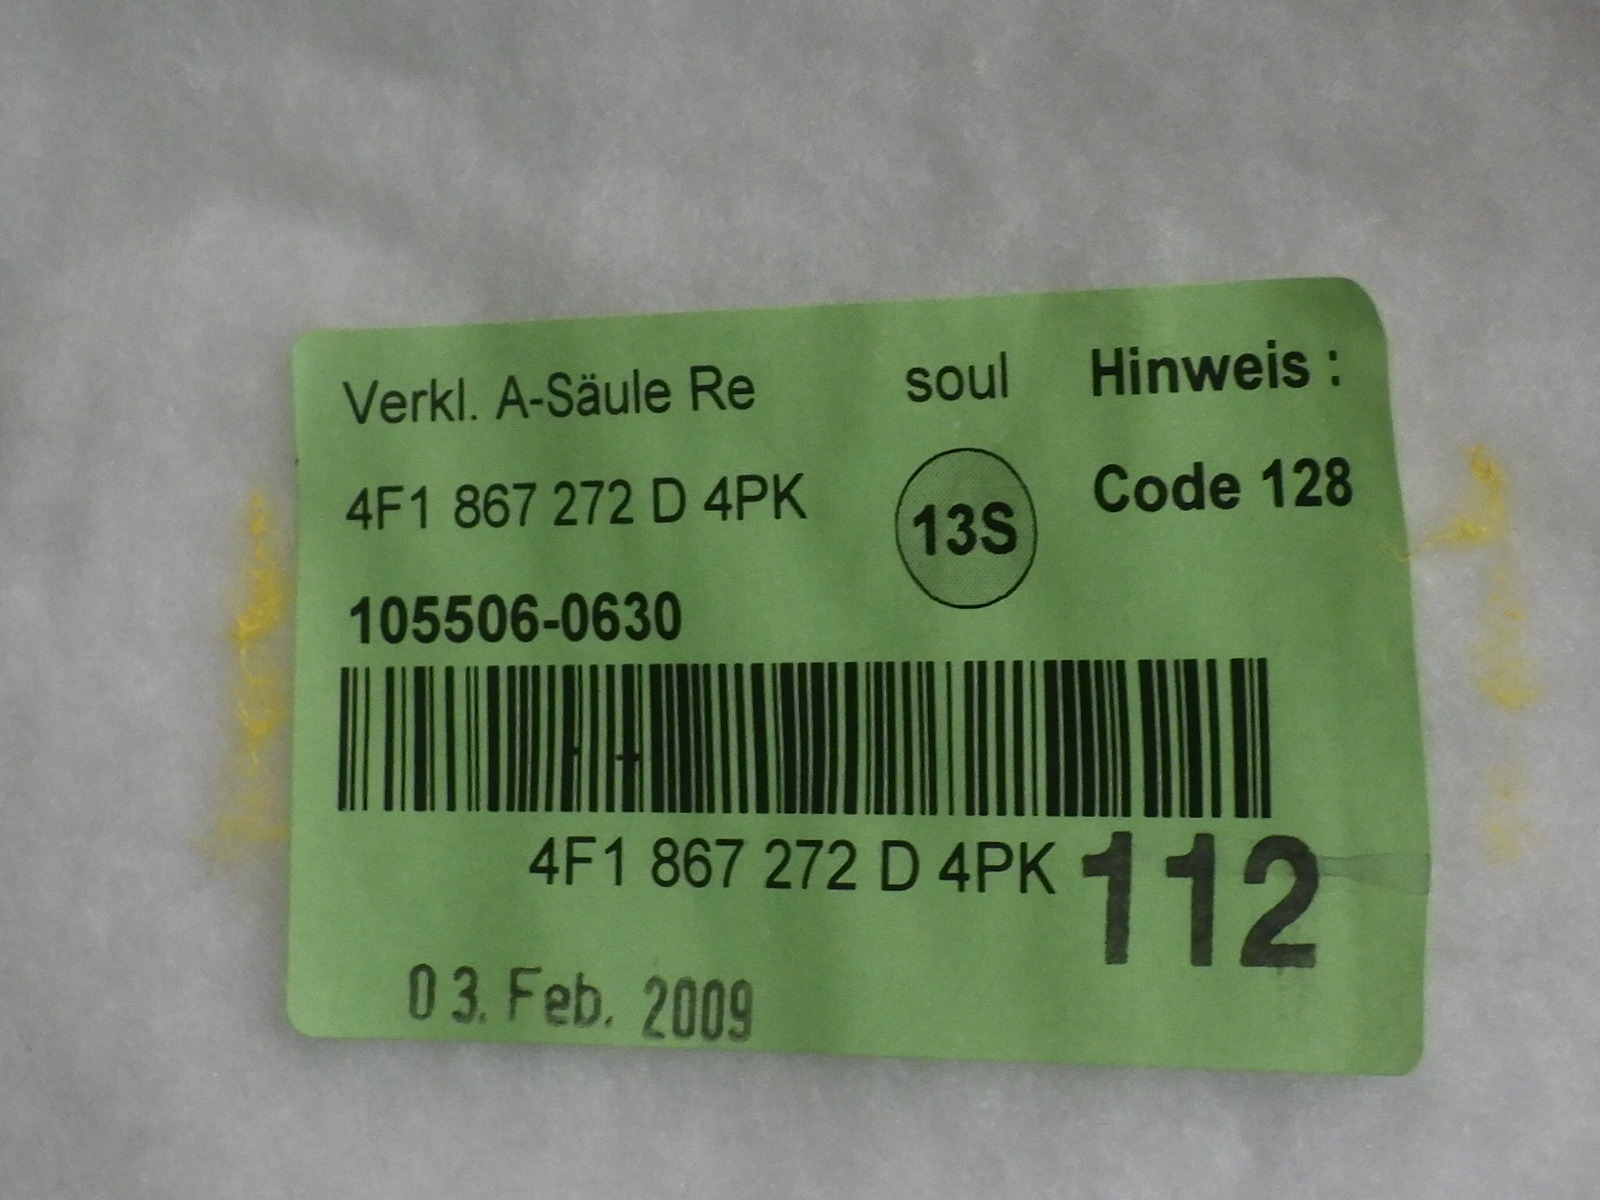 Verkl. A-Säule Re soul Hinweis :
4F1 867 272 D 4PK 13S Code 128
105506-0630
4F1 867 272 D 4PK 112
03. Feb. 2009